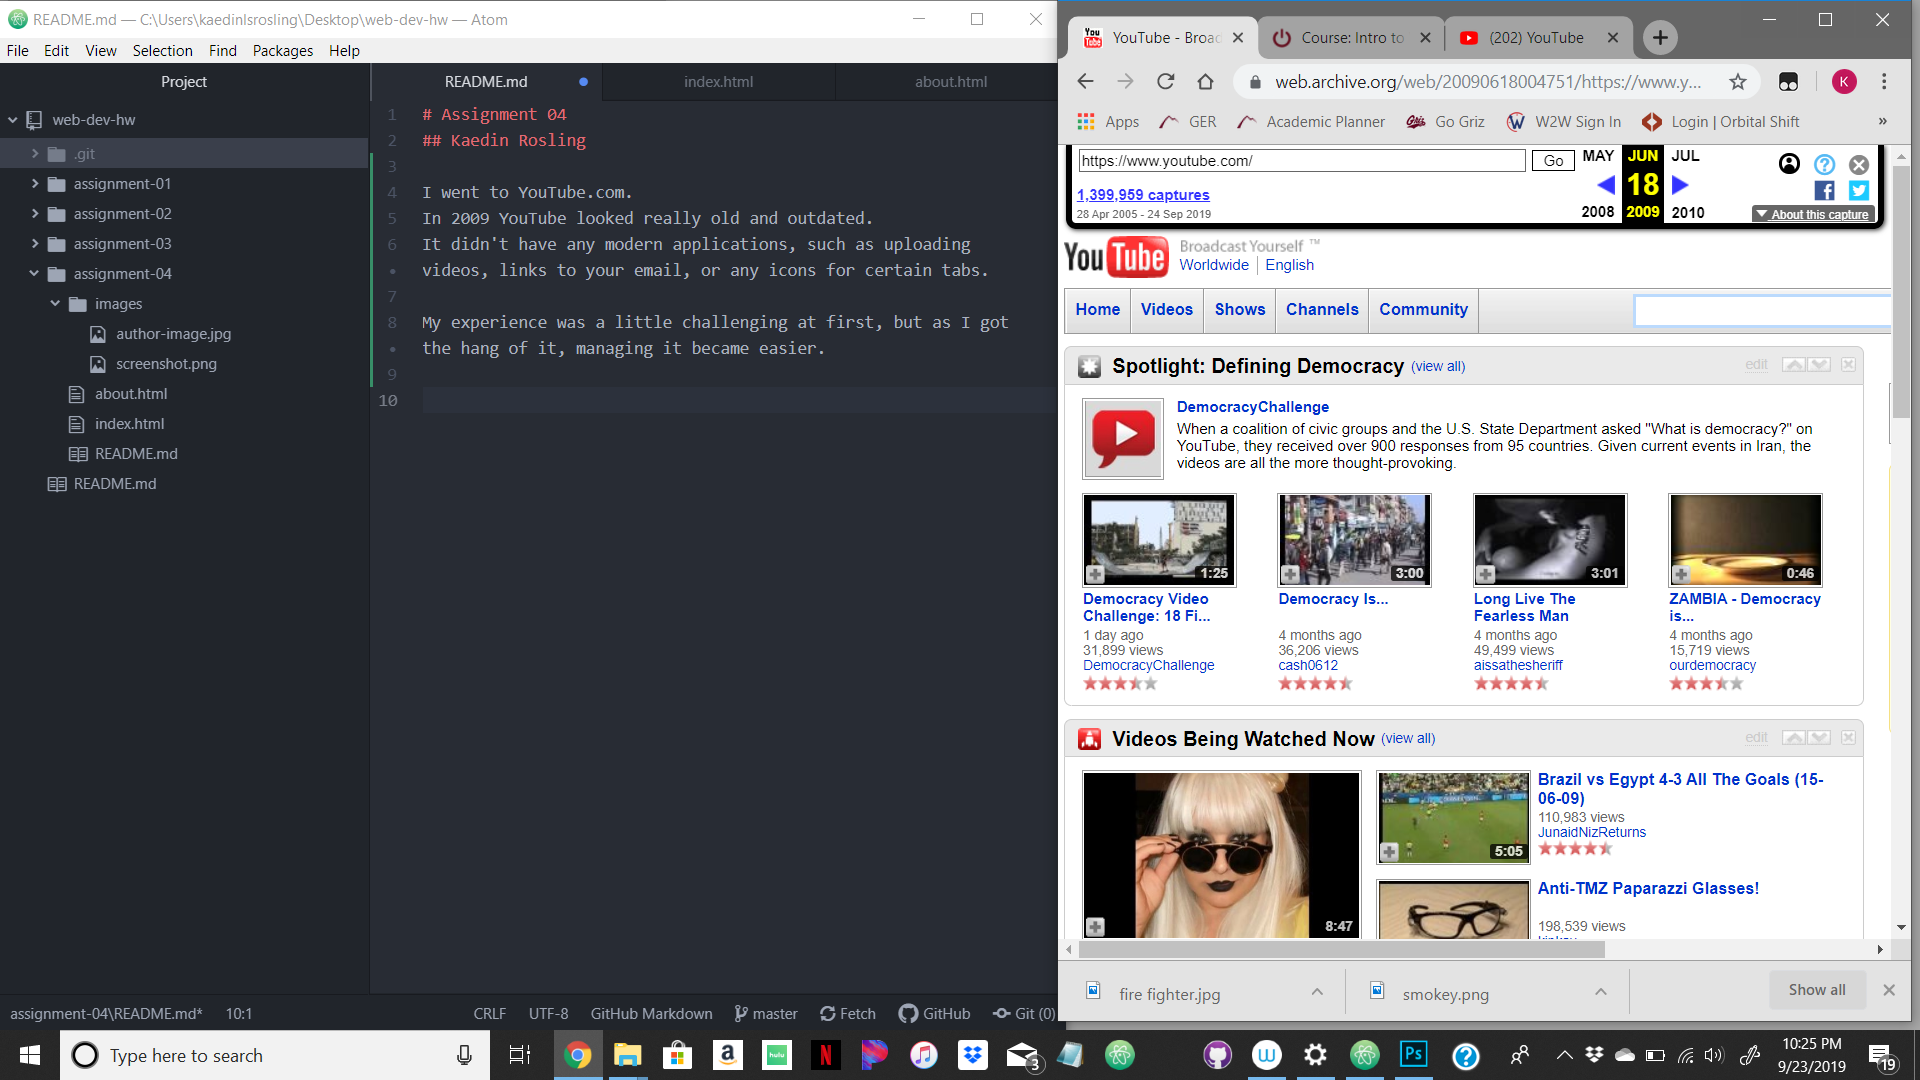 README.md — C:\Users\kaedinlsrosling\Desktop\web-dev-hw — Atom
File Edit View Selection Find Packages Help
Project
web-dev-hw
.git
assignment-01
assignment-02
assignment-03
assignment-04
images
author-image.jpg
screenshot.png
about.html
index.html
README.md
README.md
README.md index.html about.html
1 # Assignment 04
2 ## Kaedin Rosling
3
4 I went to YouTube.com.
5 In 2009 YouTube looked really old and outdated.
6 It didn't have any modern applications, such as uploading
• videos, links to your email, or any icons for certain tabs.
7
8 My experience was a little challenging at first, but as I got
• the hang of it, managing it became easier.
9
10
assignment-04\README.md* 10:1 CRLF UTF-8 GitHub Markdown master Fetch GitHub Git (0)
YouTube - Broad Course: Intro to (202) YouTube
web.archive.org/web/20090618004751/https://www.y...
K
Apps GER Academic Planner Go Griz W2W Sign In Login | Orbital Shift »
https://www.youtube.com/ Go MAY JUN JUL
1,399,959 captures 18
28 Apr 2005 - 24 Sep 2019 2008 2009 2010 About this capture
YouTube Broadcast Yourself ™
Worldwide English
Home Videos Shows Channels Community
Spotlight: Defining Democracy (view all) edit
DemocracyChallenge
When a coalition of civic groups and the U.S. State Department asked "What is democracy?" on
YouTube, they received over 900 responses from 95 countries. Given current events in Iran, the
videos are all the more thought-provoking.
1:25 3:00 3:01 0:46
Democracy Video
Challenge: 18 Fi...
1 day ago
31,899 views
DemocracyChallenge
Democracy Is...
4 months ago
36,206 views
cash0612
Long Live The
Fearless Man
4 months ago
49,499 views
aissathesheriff
ZAMBIA - Democracy
is...
4 months ago
15,719 views
ourdemocracy
Videos Being Watched Now (view all) edit
8:47
Brazil vs Egypt 4-3 All The Goals (15-
06-09)
110,983 views
JunaidNizReturns
5:05
Anti-TMZ Paparazzi Glasses!
198,539 views
fire fighter.jpg smokey.png Show all
Type here to search
a hulu N 3 W Ps ?
10:25 PM
9/23/2019
19